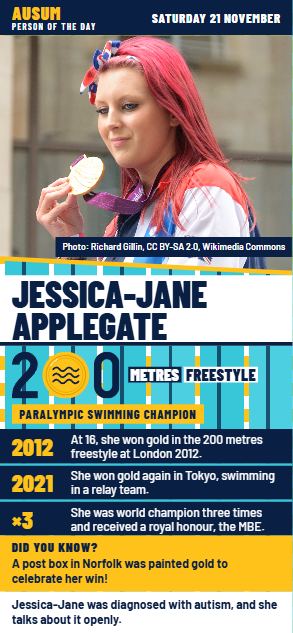 AUSUM
PERSON OF THE DAY
SATURDAY 21 NOVEMBER
Photo: Richard Gillin, CC BY-SA 2.0, Wikimedia Commons
JESSICA-JANE
APPLEGATE
200 METRES FREESTYLE
PARALYMPIC SWIMMING CHAMPION
2012 At 16, she won gold in the 200 metres
freestyle at London 2012.
2021 She won gold again in Tokyo, swimming
in a relay team.
×3 She was world champion three times
and received a royal honour, the MBE.
DID YOU KNOW?
A post box in Norfolk was painted gold to
celebrate her win!
Jessica-Jane was diagnosed with autism, and she
talks about it openly.